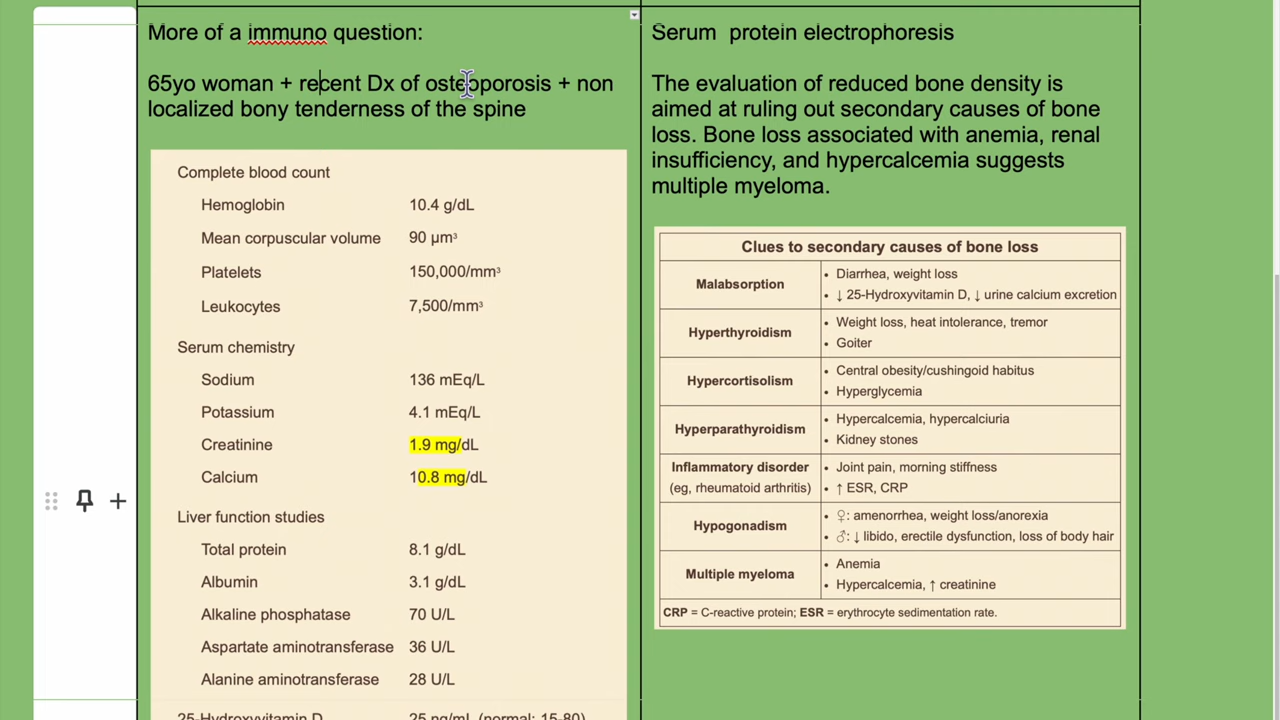 More of a immuno question:
65yo woman + recent Dx of osteoporosis + non
localized bony tenderness of the spine
Complete blood count
Hemoglobin 10.4 g/dL
Mean corpuscular volume 90 μm³
Platelets 150,000/mm³
Leukocytes 7,500/mm³
Serum chemistry
Sodium 136 mEq/L
Potassium 4.1 mEq/L
Creatinine 1.9 mg/dL
Calcium 10.8 mg/dL
Liver function studies
Total protein 8.1 g/dL
Albumin 3.1 g/dL
Alkaline phosphatase 70 U/L
Aspartate aminotransferase 36 U/L
Alanine aminotransferase 28 U/L
25-Hydroxyvitamin D 25 ng/mL (normal: 15-80)
Serum protein electrophoresis
The evaluation of reduced bone density is
aimed at ruling out secondary causes of bone
loss. Bone loss associated with anemia, renal
insufficiency, and hypercalcemia suggests
multiple myeloma.
Clues to secondary causes of bone loss
Malabsorption
• Diarrhea, weight loss
• ↓ 25-Hydroxyvitamin D, ↓ urine calcium excretion
Hyperthyroidism
• Weight loss, heat intolerance, tremor
• Goiter
Hypercortisolism
• Central obesity/cushingoid habitus
• Hyperglycemia
Hyperparathyroidism
• Hypercalcemia, hypercalciuria
• Kidney stones
Inflammatory disorder
(eg, rheumatoid arthritis)
• Joint pain, morning stiffness
• ↑ ESR, CRP
Hypogonadism
• ♀: amenorrhea, weight loss/anorexia
• ♂: ↓ libido, erectile dysfunction, loss of body hair
Multiple myeloma
• Anemia
• Hypercalcemia, ↑ creatinine
CRP = C-reactive protein; ESR = erythrocyte sedimentation rate.